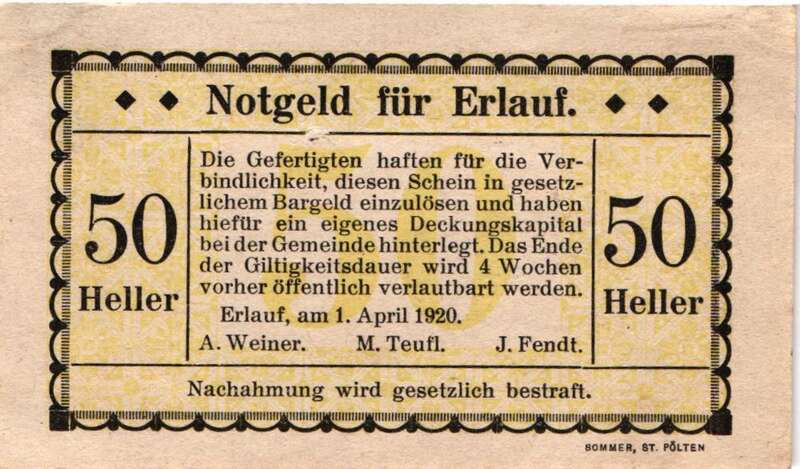 Notgeld für Erlauf.
50
Heller
Die Gefertigten haften für die Ver-
bindlichkeit, diesen Schein in gesetz-
lichem Bargeld einzulösen und haben
hiefür ein eigenes Deckungskapital
bei der Gemeinde hinterlegt. Das Ende
der Giltigkeitsdauer wird 4 Wochen
vorher öffentlich verlautbart werden.
Erlauf, am 1. April 1920.
A. Weiner. M. Teufl. J. Fendt.
50
Heller
50
Nachahmung wird gesetzlich bestraft.
SOMMER, ST. PÖLTEN